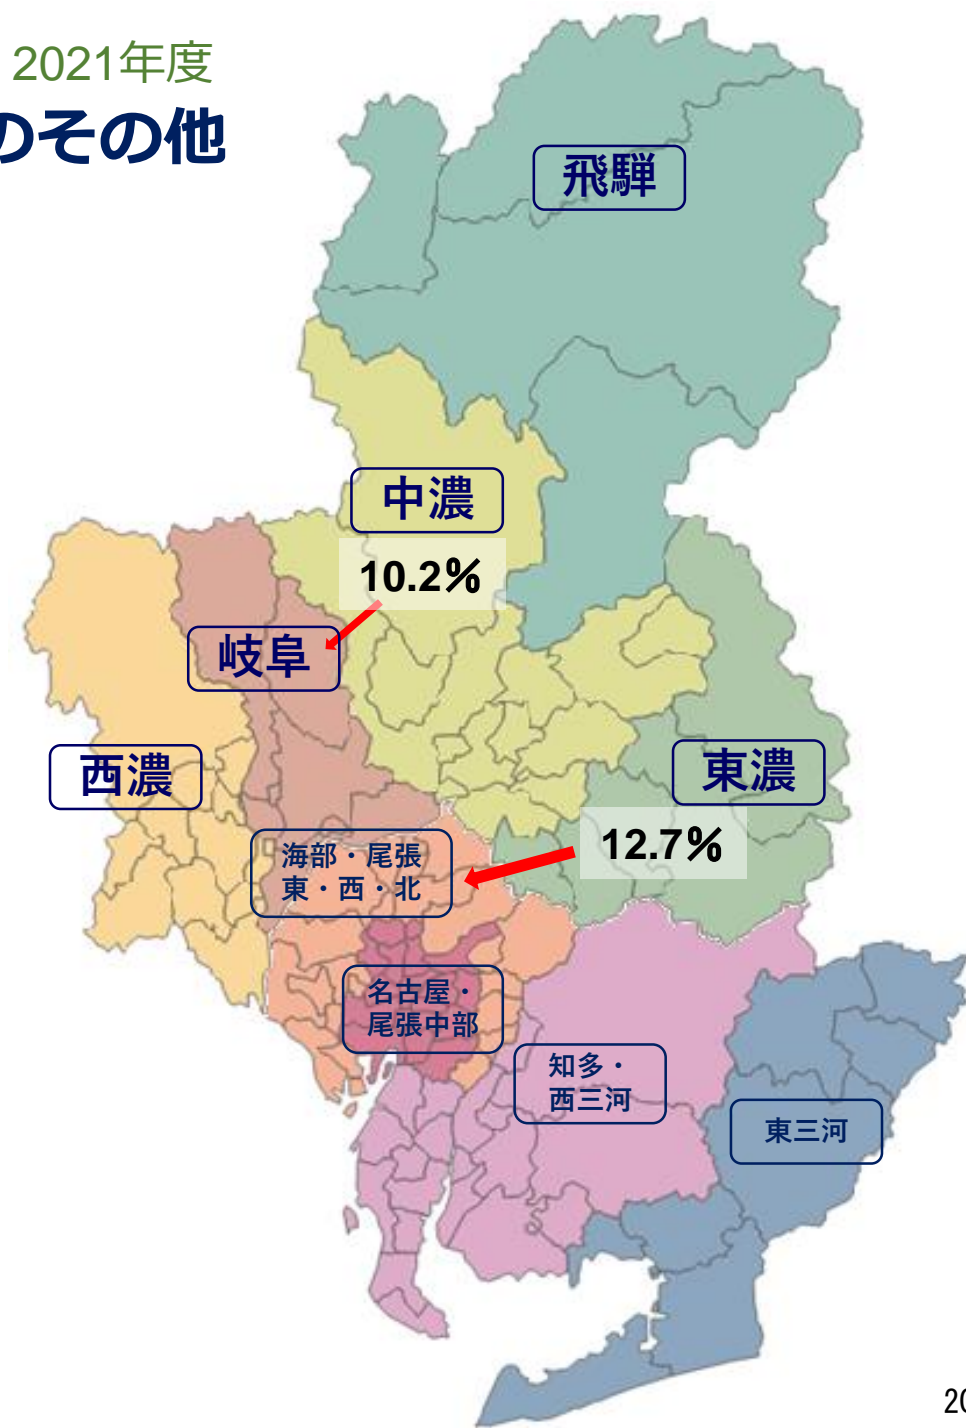 2021年度
のその他
飛騨
中濃
10.2%
岐阜
西濃
東濃
12.7%
海部・尾張
東・西・北
名古屋・
尾張中部
知多・
西三河
東三河
20